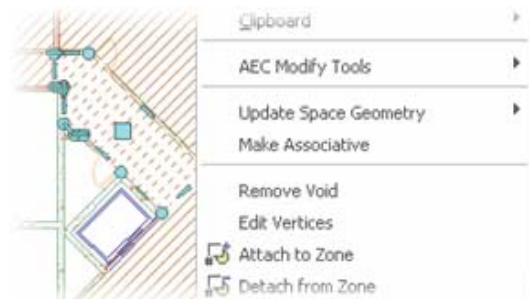 Clipboard
AEC Modify Tools
Update Space Geometry
Make Associative
Remove Void
Edit Vertices
Attach to Zone
Detach from Zone